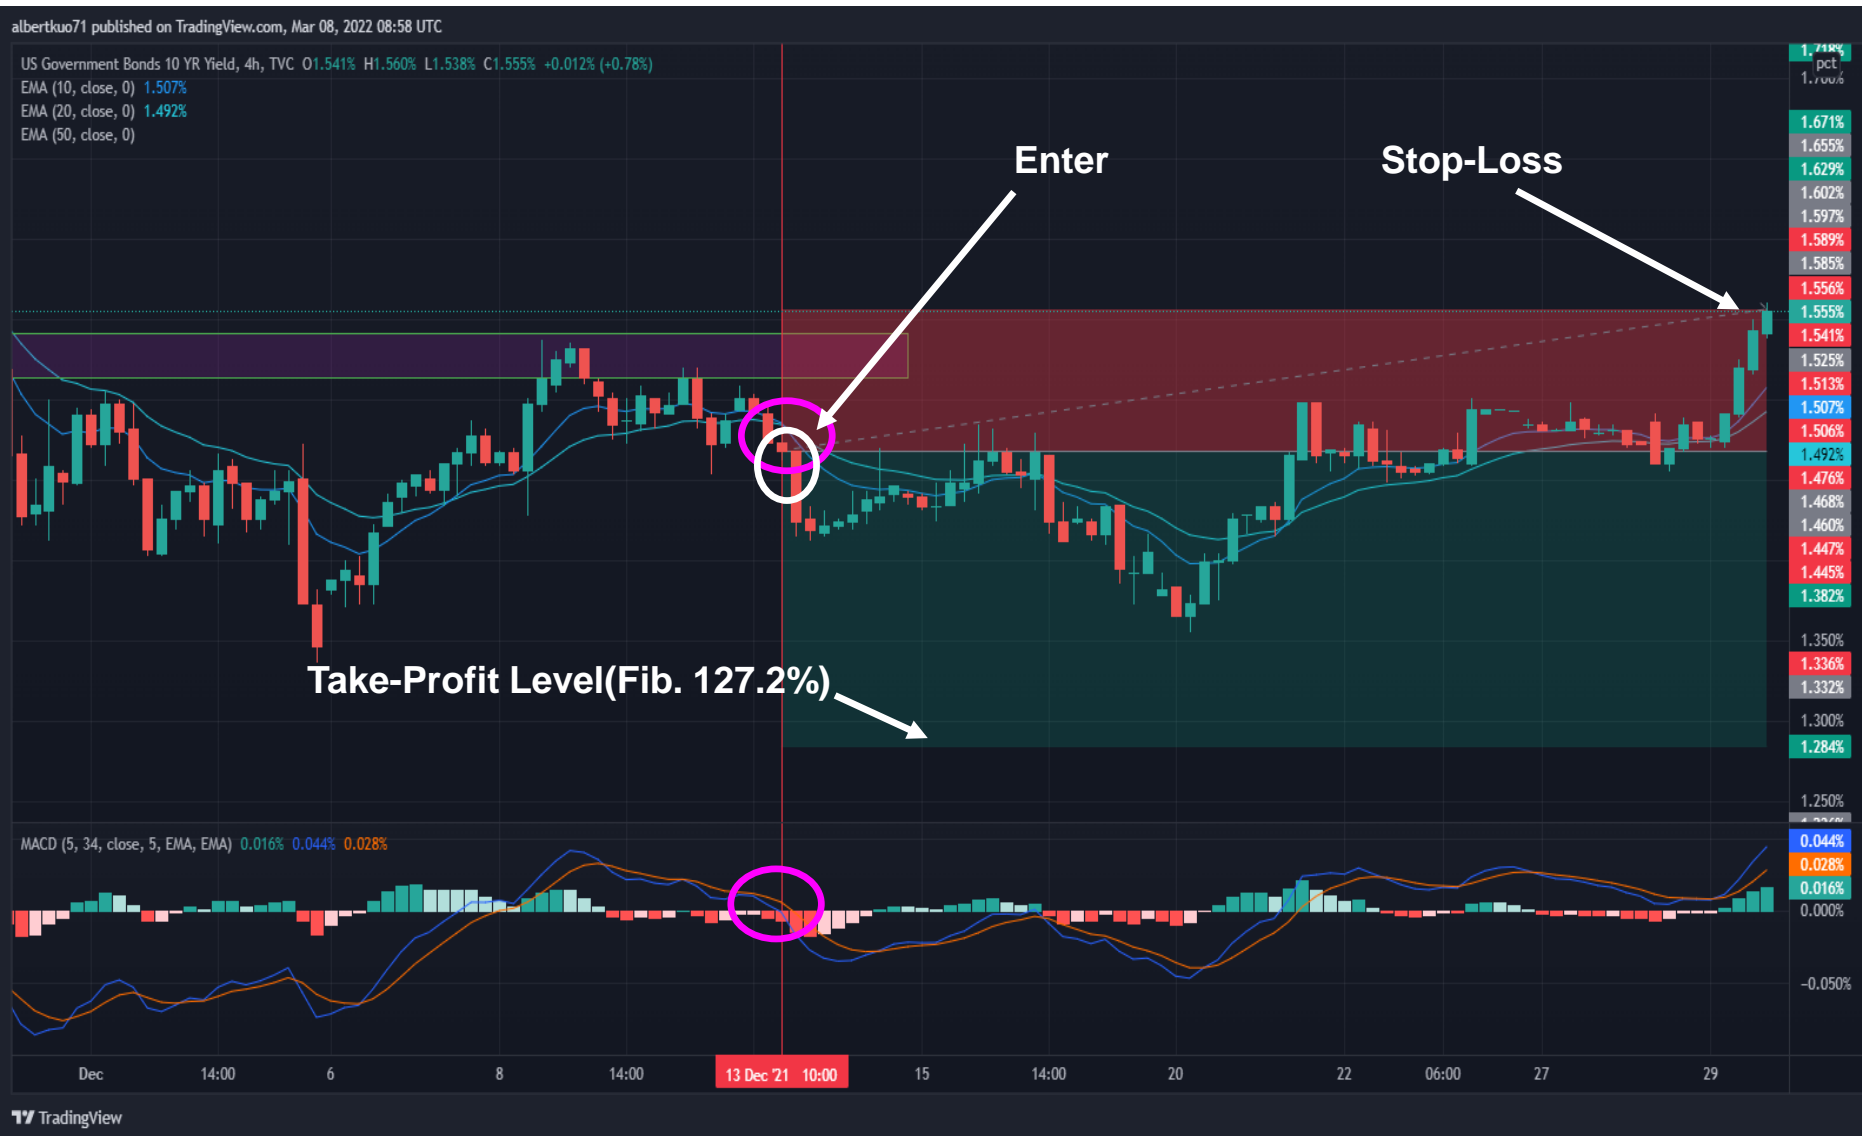 albertkuo71 published on TradingView.com, Mar 08, 2022 08:58 UTC
US Government Bonds 10 YR Yield, 4h, TVC O1.541% H1.560% L1.538% C1.555% +0.012% (+0.78%)
EMA (10, close, 0) 1.507%
EMA (20, close, 0) 1.492%
EMA (50, close, 0)
Enter
Stop-Loss
Take-Profit Level(Fib. 127.2%)
1.718%
pct
1.700%
1.671%
1.655%
1.629%
1.602%
1.597%
1.589%
1.585%
1.556%
1.555%
1.541%
1.525%
1.513%
1.507%
1.506%
1.492%
1.476%
1.468%
1.460%
1.447%
1.445%
1.382%
1.350%
1.336%
1.332%
1.300%
1.284%
1.250%
MACD (5, 34, close, 5, EMA, EMA) 0.016% 0.044% 0.028%
0.044%
0.028%
0.016%
0.000%
−0.050%
Dec 14:00 6 8 14:00 13 Dec '21 10:00 15 14:00 20 22 06:00 27 29
TradingView